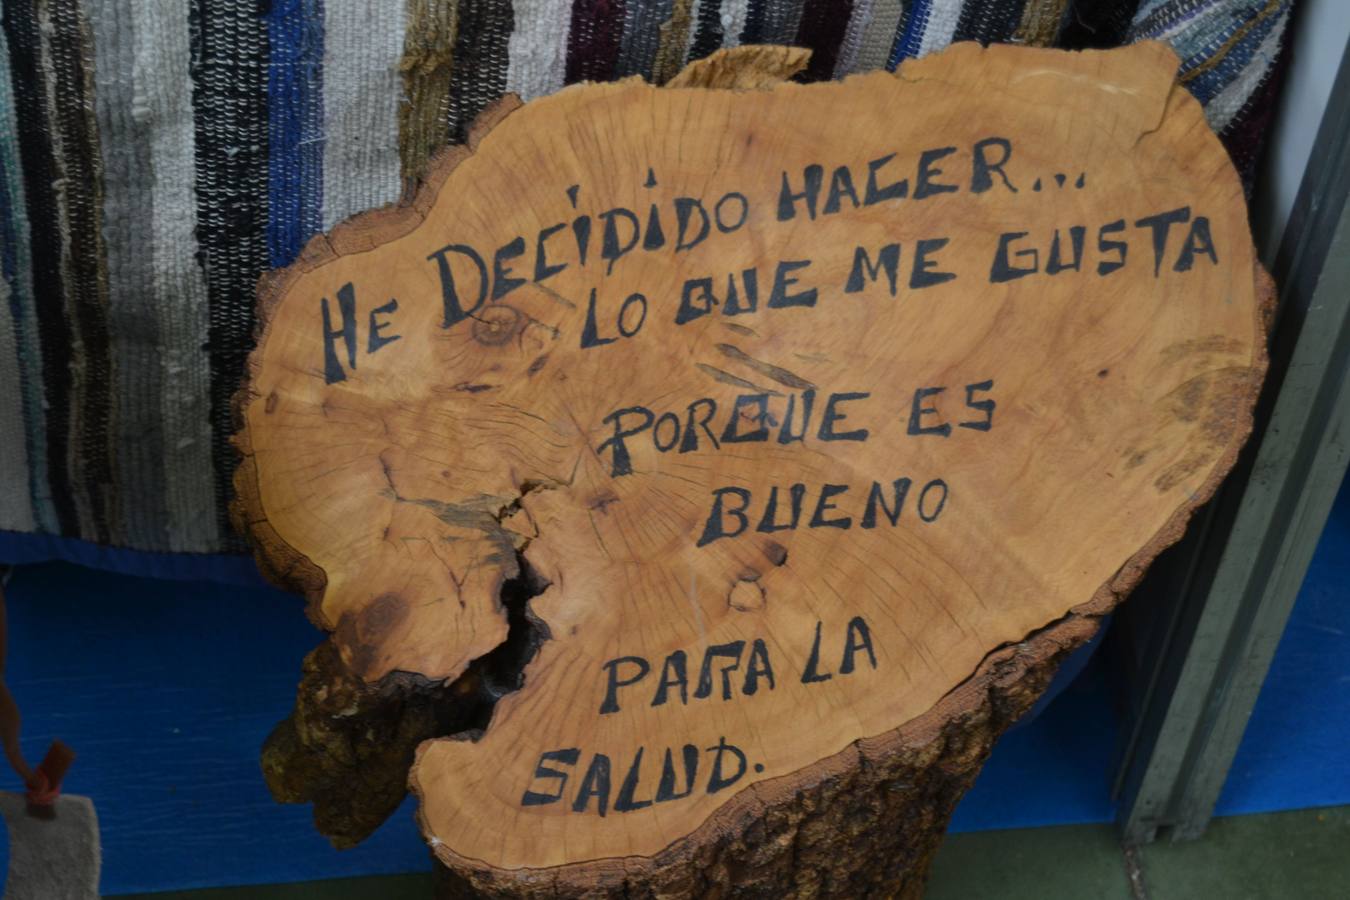 HE DECIDIDO HACER...
LO QUE ME GUSTA
PORQUE ES
BUENO
PARA LA
SALUD.